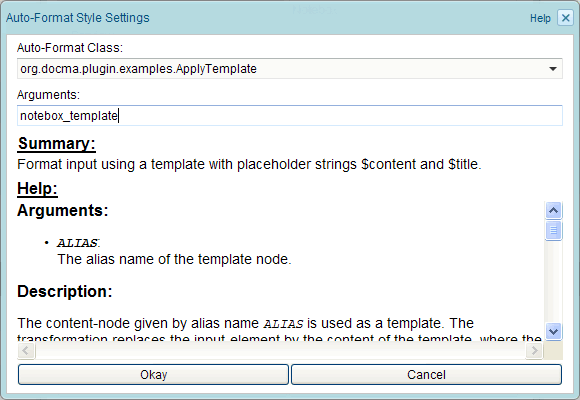 Auto-Format Style Settings Help
Auto-Format Class:
org.docma.plugin.examples.ApplyTemplate
Arguments:
notebox_template
Summary:
Format input using a template with placeholder strings $content and $title.
Help:
Arguments:
• ALIAS:
The alias name of the template node.
Description:
The content-node given by alias name ALIAS is used as a template. The
transformation replaces the input element by the content of the template, where the
Okay Cancel